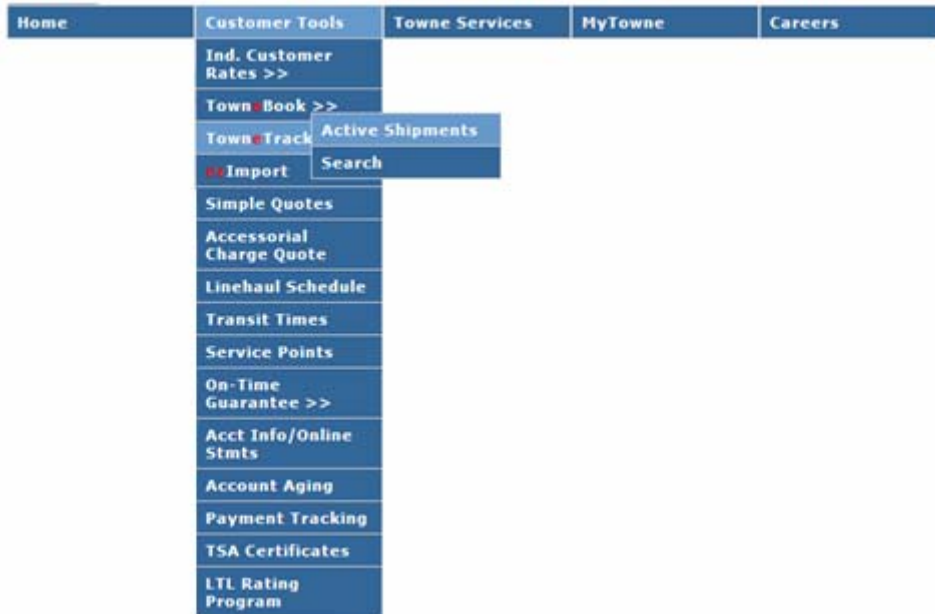 Home Customer Tools Towne Services MyTowne Careers
Ind. Customer
Rates >>
TowneBook >>
TowneTrack
Active Shipments
Search
ezImport
Simple Quotes
Accessorial
Charge Quote
Linehaul Schedule
Transit Times
Service Points
On-Time
Guarantee >>
Acct Info/Online
Stmts
Account Aging
Payment Tracking
TSA Certificates
LTL Rating
Program